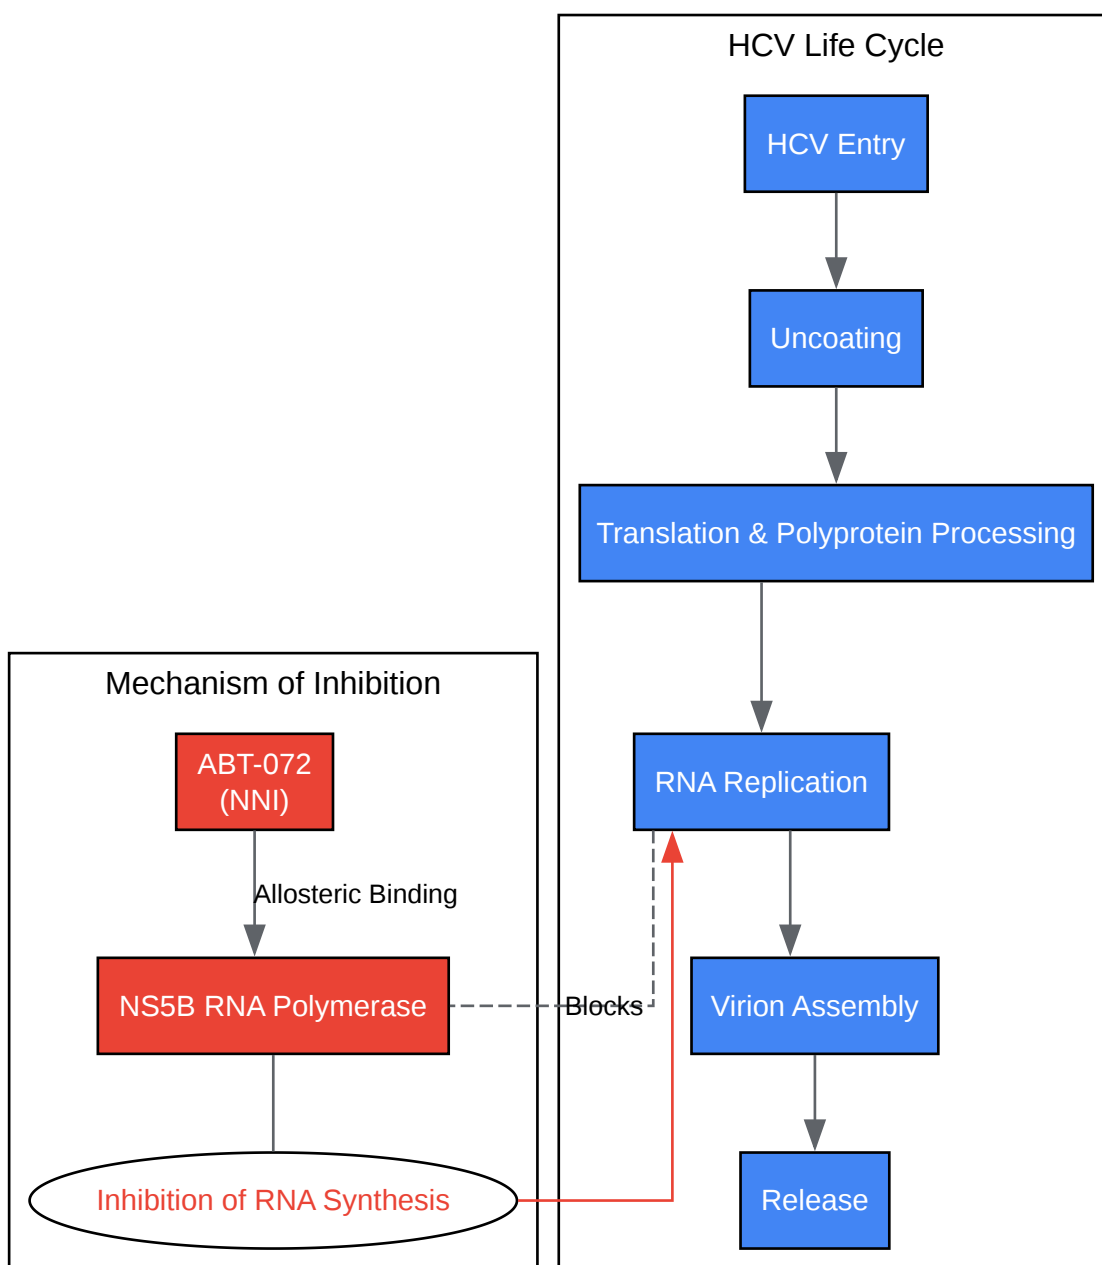 HCV Life Cycle
HCV Entry
Uncoating
Translation & Polyprotein Processing
Mechanism of Inhibition
ABT-072
(NNI)
RNA Replication
Allosteric Binding
NS5B RNA Polymerase
Blocks
Virion Assembly
Inhibition of RNA Synthesis
Release